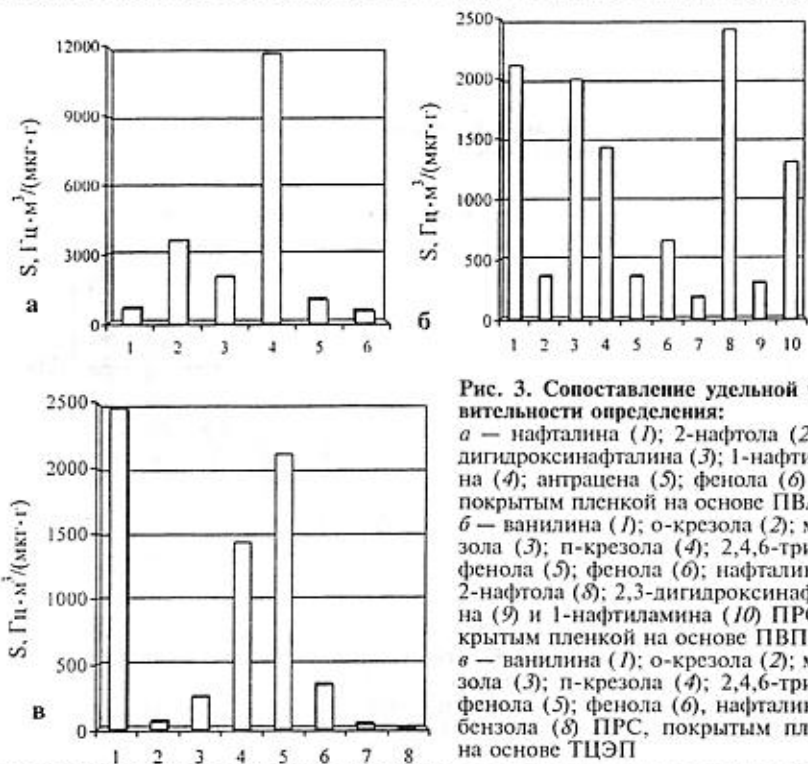 12000
9000
6000
3000
0
S, Гц·м³/(мкг·г)
а
1 2 3 4 5 6
2500
2000
1500
1000
500
0
S, Гц·м³/(мкг·г)
б
1 2 3 4 5 6 7 8 9 10
2500
2000
1500
1000
500
0
S, Гц·м³/(мкг·г)
в
1 2 3 4 5 6 7 8
Рис. 3. Сопоставление удельной
вительности определения:
а — нафталина (1); 2-нафтола (2
дигидроксинафталина (3); 1-нафти
на (4); антрацена (5); фенола (6)
покрытым пленкой на основе ПВ
б — ванилина (1); о-крезола (2); м
зола (3); п-крезола (4); 2,4,6-три
фенола (5); фенола (6); нафталин
2-нафтола (8); 2,3-дигидроксинаф
на (9) и 1-нафтиламина (10) ПРС
крытым пленкой на основе ПВП
в — ванилина (1); о-крезола (2); м
зола (3); п-крезола (4); 2,4,6-три
фенола (5); фенола (6), нафталин
бензола (8) ПРС, покрытым пл
на основе ТЦЭП